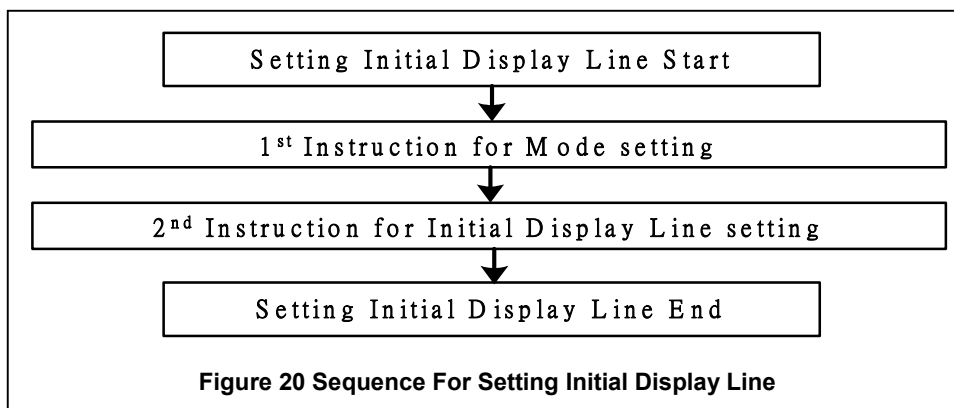 Setting Initial Display Line Start
1st Instruction for Mode setting
2nd Instruction for Initial Display Line setting
Setting Initial Display Line End
Figure 20 Sequence For Setting Initial Display Line